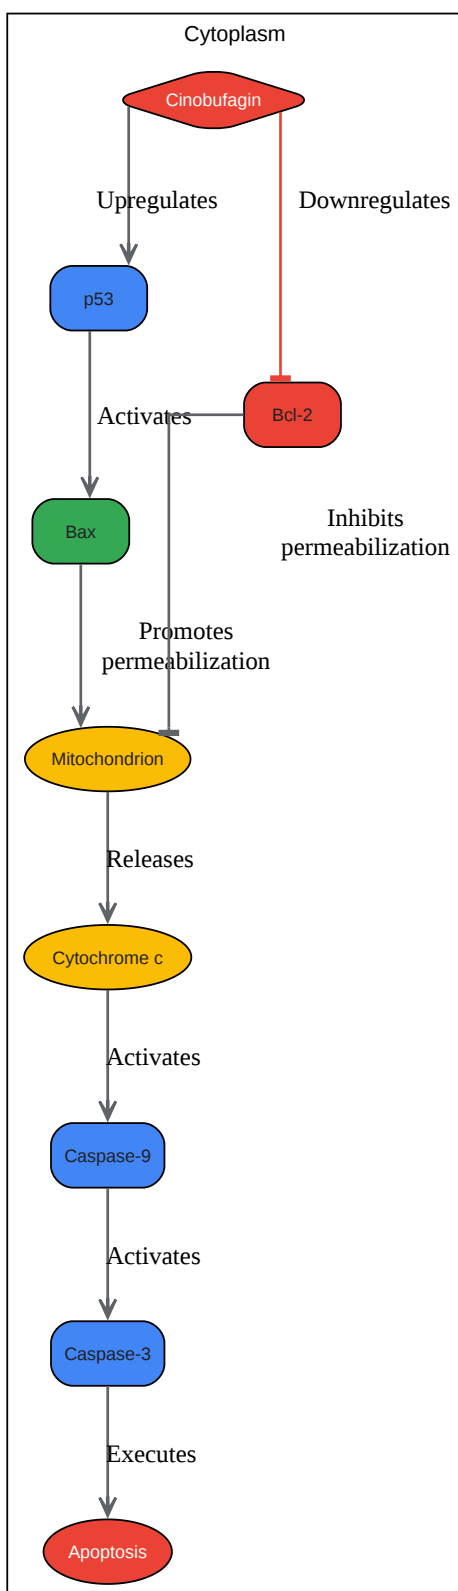 Cytoplasm
Cinobufagin
Upregulates
Downregulates
p53
Activates
Bcl-2
Bax
Inhibits
permeabilization
Promotes
permeabilization
Mitochondrion
Releases
Cytochrome c
Activates
Caspase-9
Activates
Caspase-3
Executes
Apoptosis